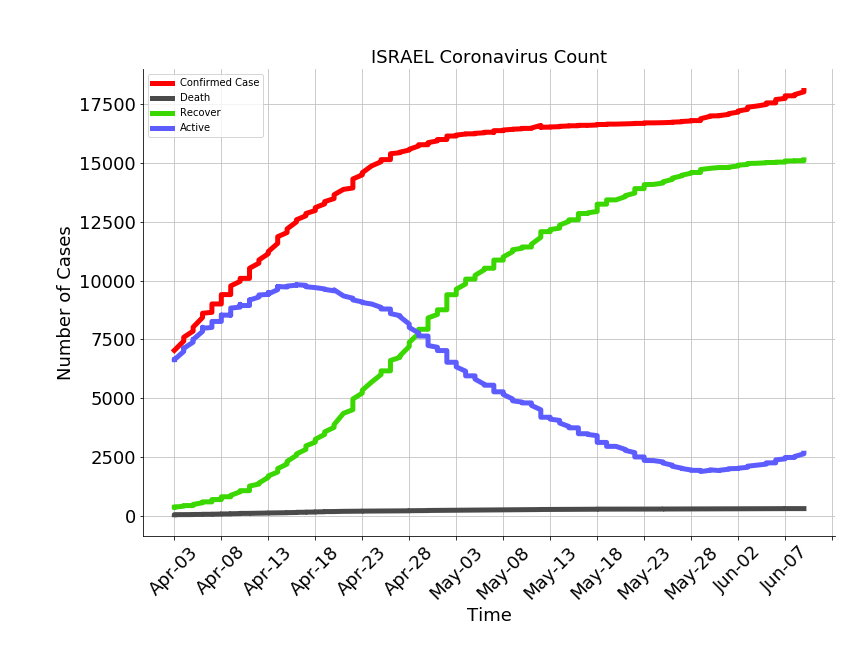 ISRAEL Coronavirus Count
Confirmed Case
Death
Recover
Active
Number of Cases
17500
15000
12500
10000
7500
5000
2500
0
Apr-03
Apr-08
Apr-13
Apr-18
Apr-23
Apr-28
May-03
May-08
May-13
May-18
May-23
May-28
Jun-02
Jun-07
Time